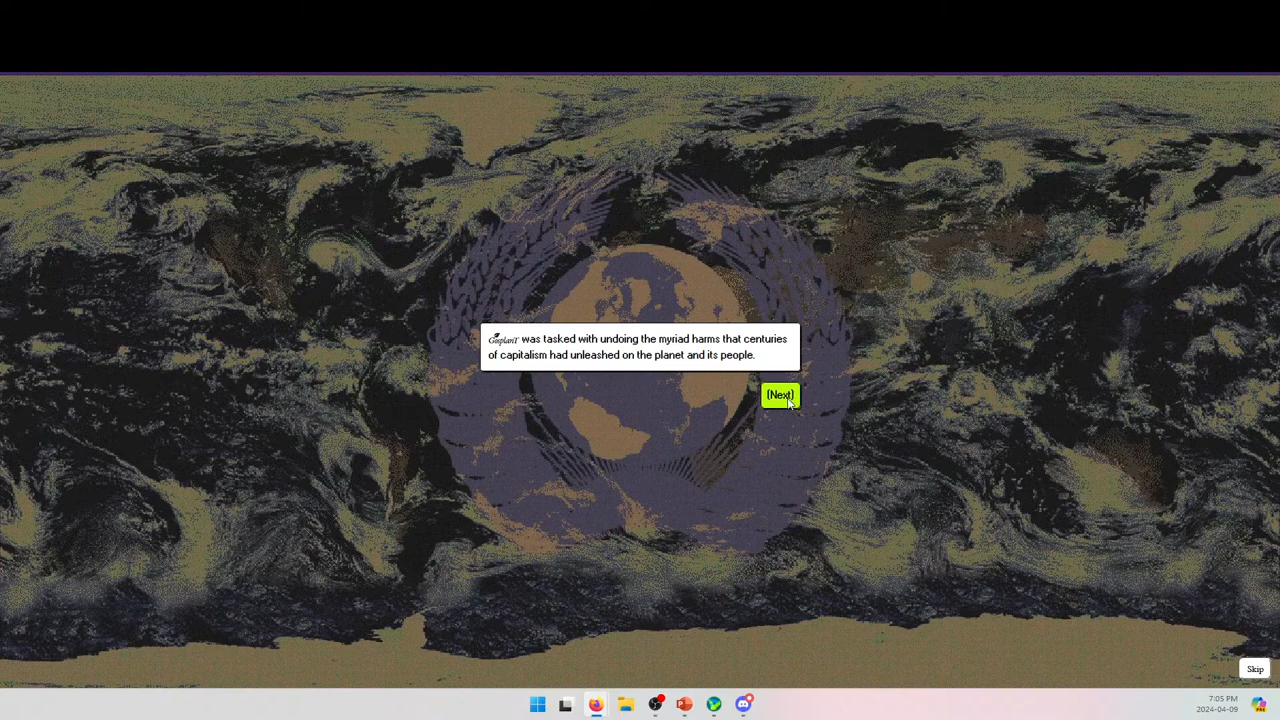 Gosplant was tasked with undoing the myriad harms that centuries
of capitalism had unleashed on the planet and its people.
(Next)
Skip
7:05 PM
2024-04-09